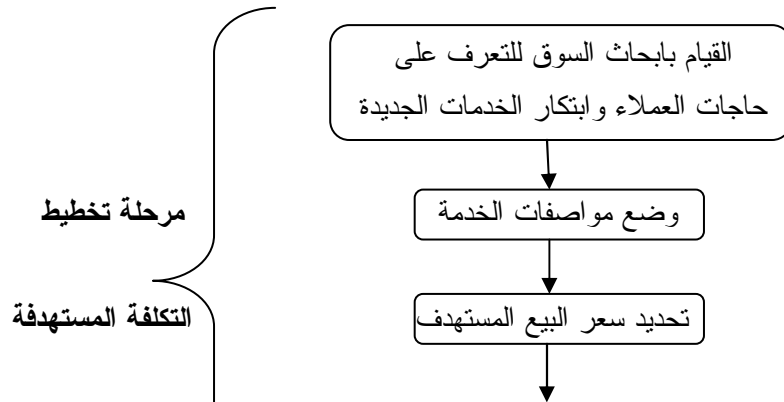 القيام بابحاث السوق للتعرف على
حاجات العملاء وابتكار الخدمات الجديدة
وضع مواصفات الخدمة
تحديد سعر البيع المستهدف
مرحلة تخطيط
التكلفة المستهدفة